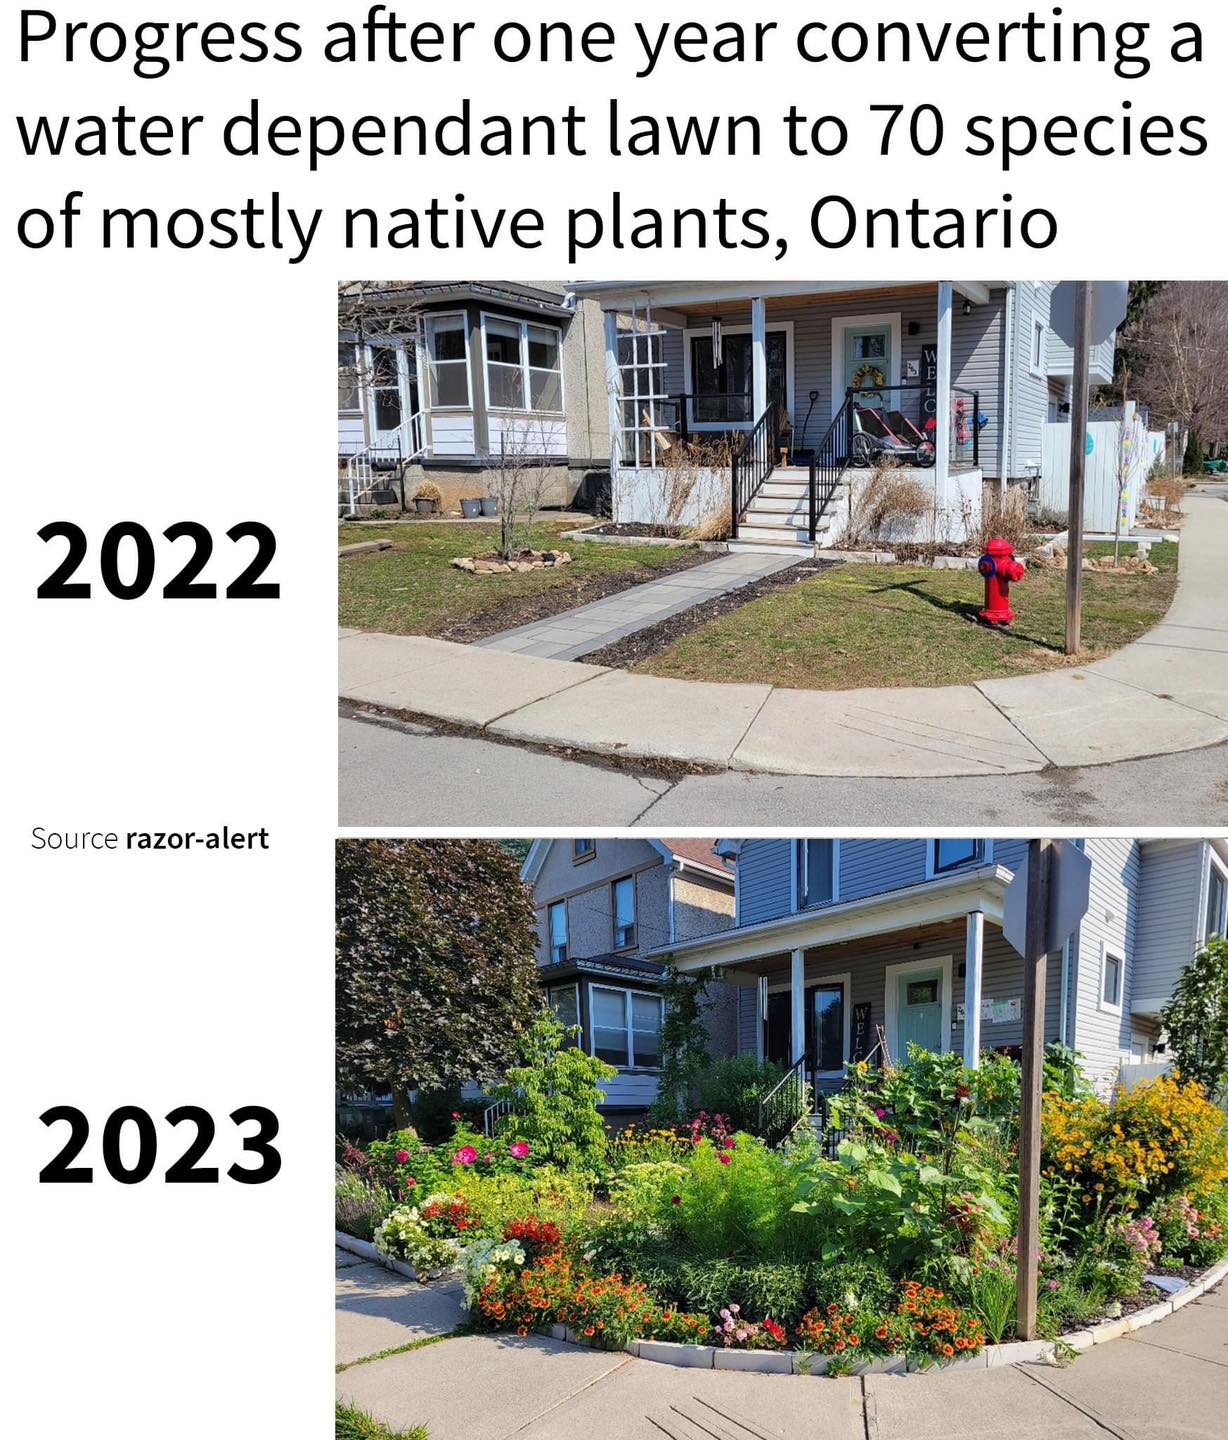 Progress after one year converting a
water dependant lawn to 70 species
of mostly native plants, Ontario
2022
W
E
L
C
Source razor-alert
2023
W
E
L
C